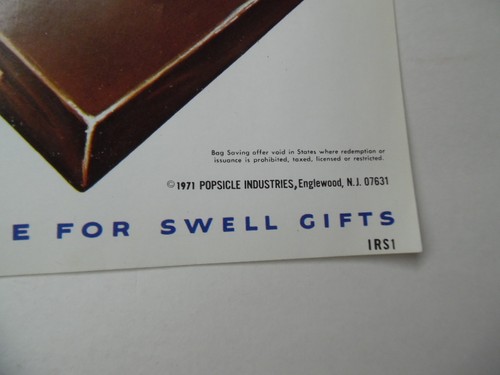 Bag Saving offer void in States where redemption or
issuance is prohibited, taxed, licensed or restricted.
©1971 POPSICLE INDUSTRIES, Englewood, N. J. 07631
E FOR SWELL GIFTS
IRS1